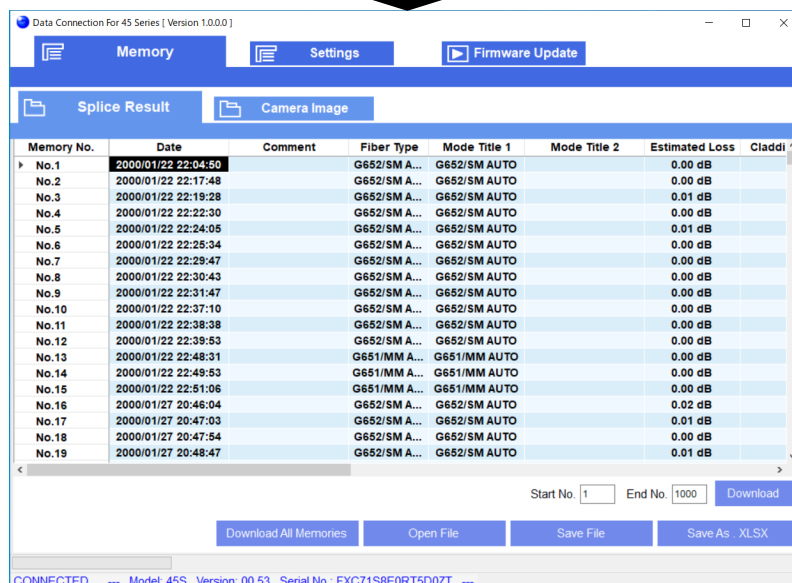 Data Connection For 45 Series [ Version 1.0.0.0 ]
Memory Settings Firmware Update
Splice Result Camera Image
Memory No. Date Comment Fiber Type Mode Title 1 Mode Title 2 Estimated Loss Claddi
No.1 2000/01/22 22:04:50 G652/SM A... G652/SM AUTO 0.00 dB
No.2 2000/01/22 22:17:48 G652/SM A... G652/SM AUTO 0.00 dB
No.3 2000/01/22 22:19:28 G652/SM A... G652/SM AUTO 0.01 dB
No.4 2000/01/22 22:22:30 G652/SM A... G652/SM AUTO 0.00 dB
No.5 2000/01/22 22:24:05 G652/SM A... G652/SM AUTO 0.01 dB
No.6 2000/01/22 22:25:34 G652/SM A... G652/SM AUTO 0.00 dB
No.7 2000/01/22 22:29:47 G652/SM A... G652/SM AUTO 0.00 dB
No.8 2000/01/22 22:30:43 G652/SM A... G652/SM AUTO 0.00 dB
No.9 2000/01/22 22:31:47 G652/SM A... G652/SM AUTO 0.00 dB
No.10 2000/01/22 22:37:10 G652/SM A... G652/SM AUTO 0.00 dB
No.11 2000/01/22 22:38:38 G652/SM A... G652/SM AUTO 0.00 dB
No.12 2000/01/22 22:39:53 G652/SM A... G652/SM AUTO 0.00 dB
No.13 2000/01/22 22:48:31 G651/MM A... G651/MM AUTO 0.00 dB
No.14 2000/01/22 22:49:53 G651/MM A... G651/MM AUTO 0.00 dB
No.15 2000/01/22 22:51:06 G651/MM A... G651/MM AUTO 0.00 dB
No.16 2000/01/27 20:46:04 G652/SM A... G652/SM AUTO 0.02 dB
No.17 2000/01/27 20:47:03 G652/SM A... G652/SM AUTO 0.01 dB
No.18 2000/01/27 20:47:54 G652/SM A... G652/SM AUTO 0.00 dB
No.19 2000/01/27 20:48:47 G652/SM A... G652/SM AUTO 0.01 dB
Start No. 1 End No. 1000 Download
Download All Memories Open File Save File Save As . XLSX
CONNECTED ... --- Model: 45S Version: 00.53 Serial No.: FXC71S8E0RT5D07T ---